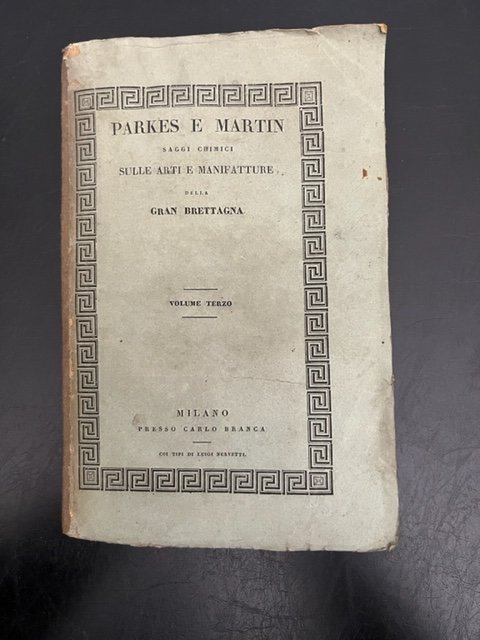 PARKES E MARTIN
SAGGI CHIMICI
SULLE ARTI E MANIFATTURE
DELLA
GRAN BRETTAGNA
VOLUME TERZO
MILANO
PRESSO CARLO BRANCA
COI TIPI DI LUIGI NERVETTI.